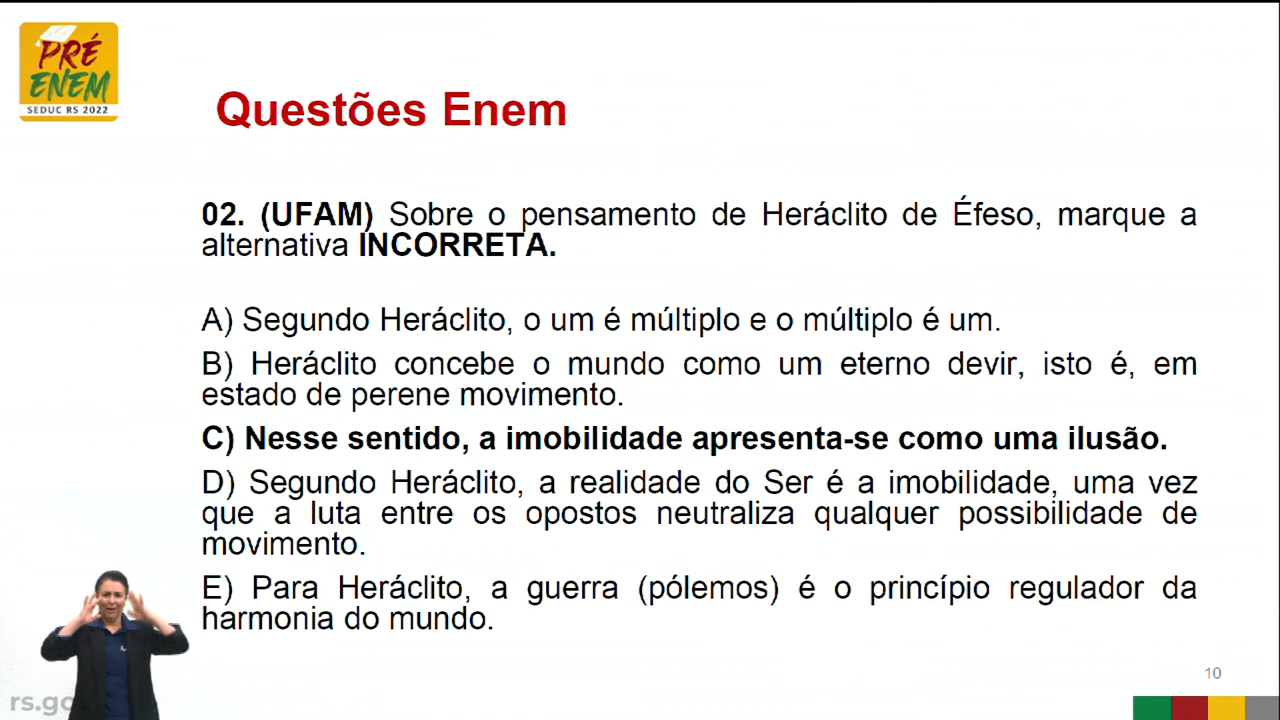 PRÉ
ENEM
SEDUC RS 2022
Questões Enem
02. (UFAM) Sobre o pensamento de Heráclito de Éfeso, marque a
alternativa INCORRETA.
A) Segundo Heráclito, o um é múltiplo e o múltiplo é um.
B) Heráclito concebe o mundo como um eterno devir, isto é, em
estado de perene movimento.
C) Nesse sentido, a imobilidade apresenta-se como uma ilusão.
D) Segundo Heráclito, a realidade do Ser é a imobilidade, uma vez
que a luta entre os opostos neutraliza qualquer possibilidade de
movimento.
E) Para Heráclito, a guerra (pólemos) é o princípio regulador da
harmonia do mundo.
10